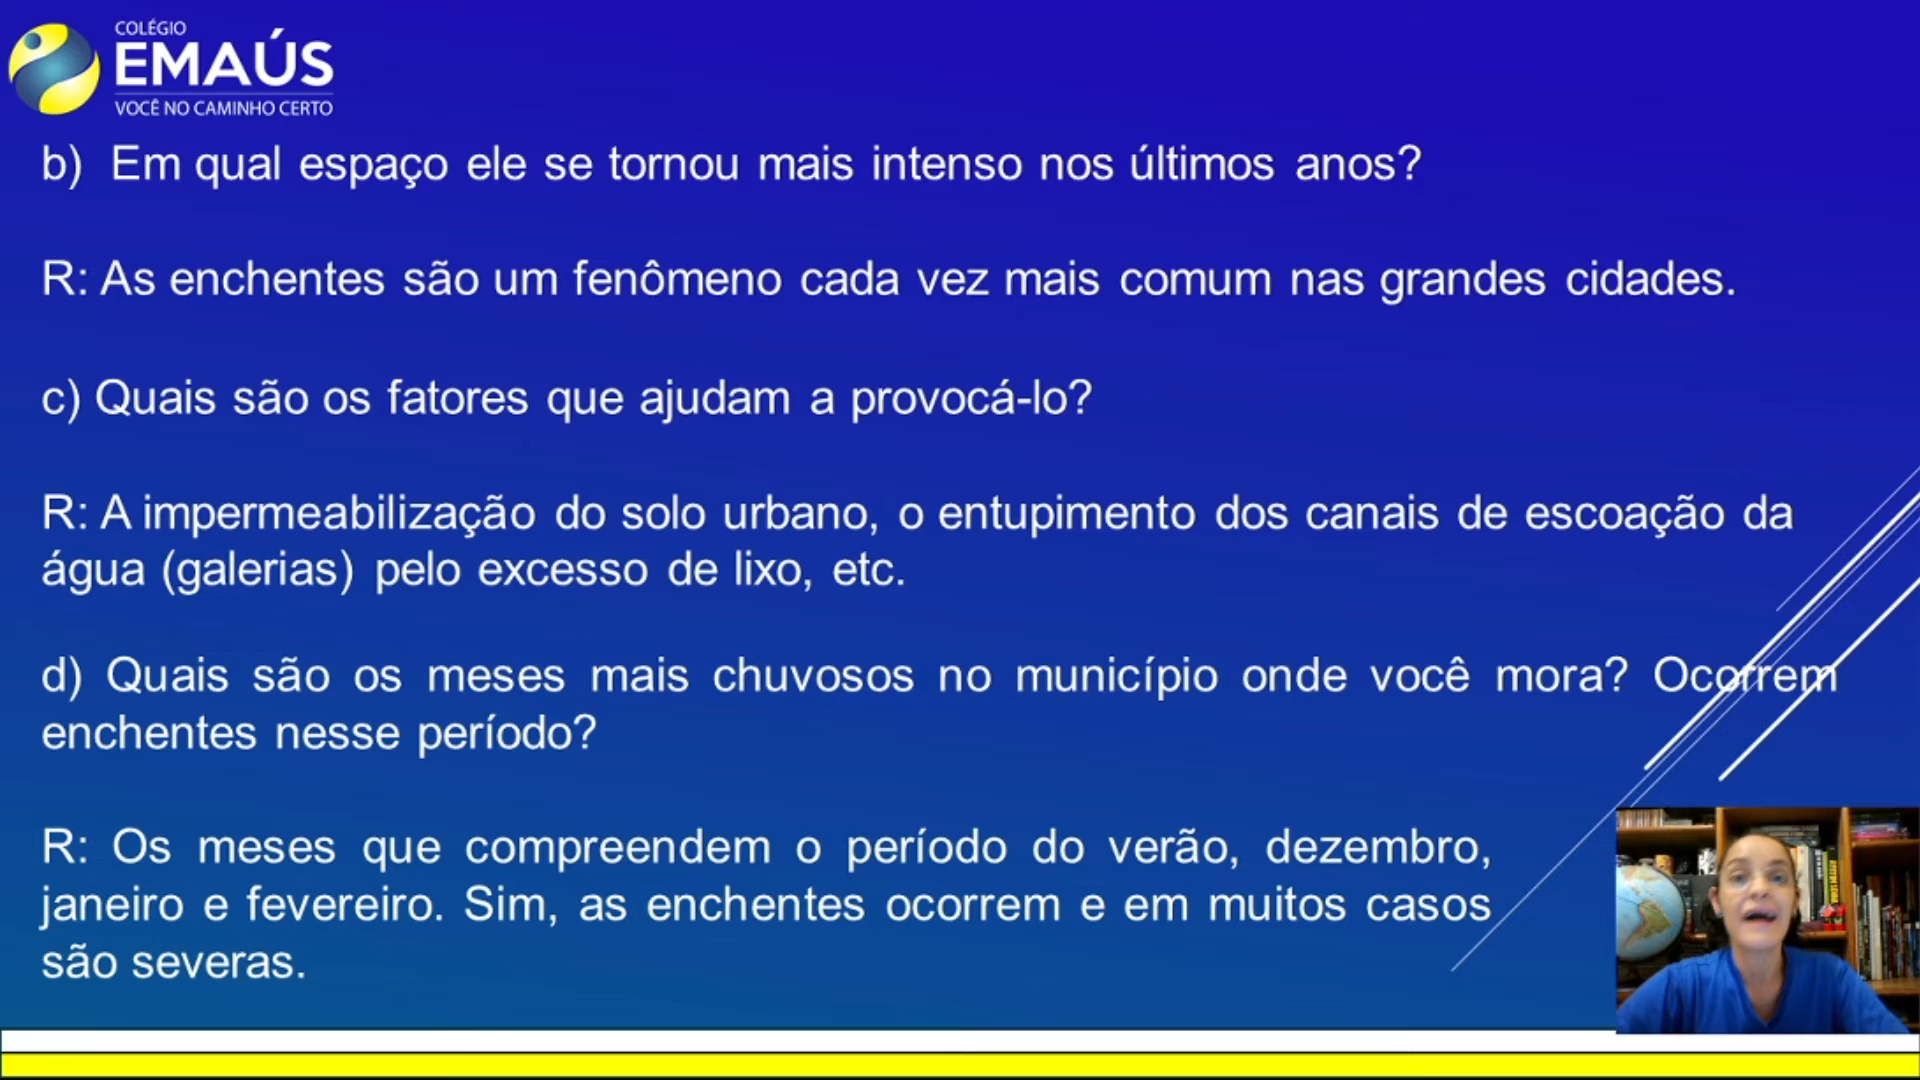 COLÉGIO
EMAÚS
VOCÊ NO CAMINHO CERTO
b) Em qual espaço ele se tornou mais intenso nos últimos anos?
R: As enchentes são um fenômeno cada vez mais comum nas grandes cidades.
c) Quais são os fatores que ajudam a provocá-lo?
R: A impermeabilização do solo urbano, o entupimento dos canais de escoação da
água (galerias) pelo excesso de lixo, etc.
d) Quais são os meses mais chuvosos no município onde você mora? Ocorrem
enchentes nesse período?
R: Os meses que compreendem o período do verão, dezembro,
janeiro e fevereiro. Sim, as enchentes ocorrem e em muitos casos
são severas.